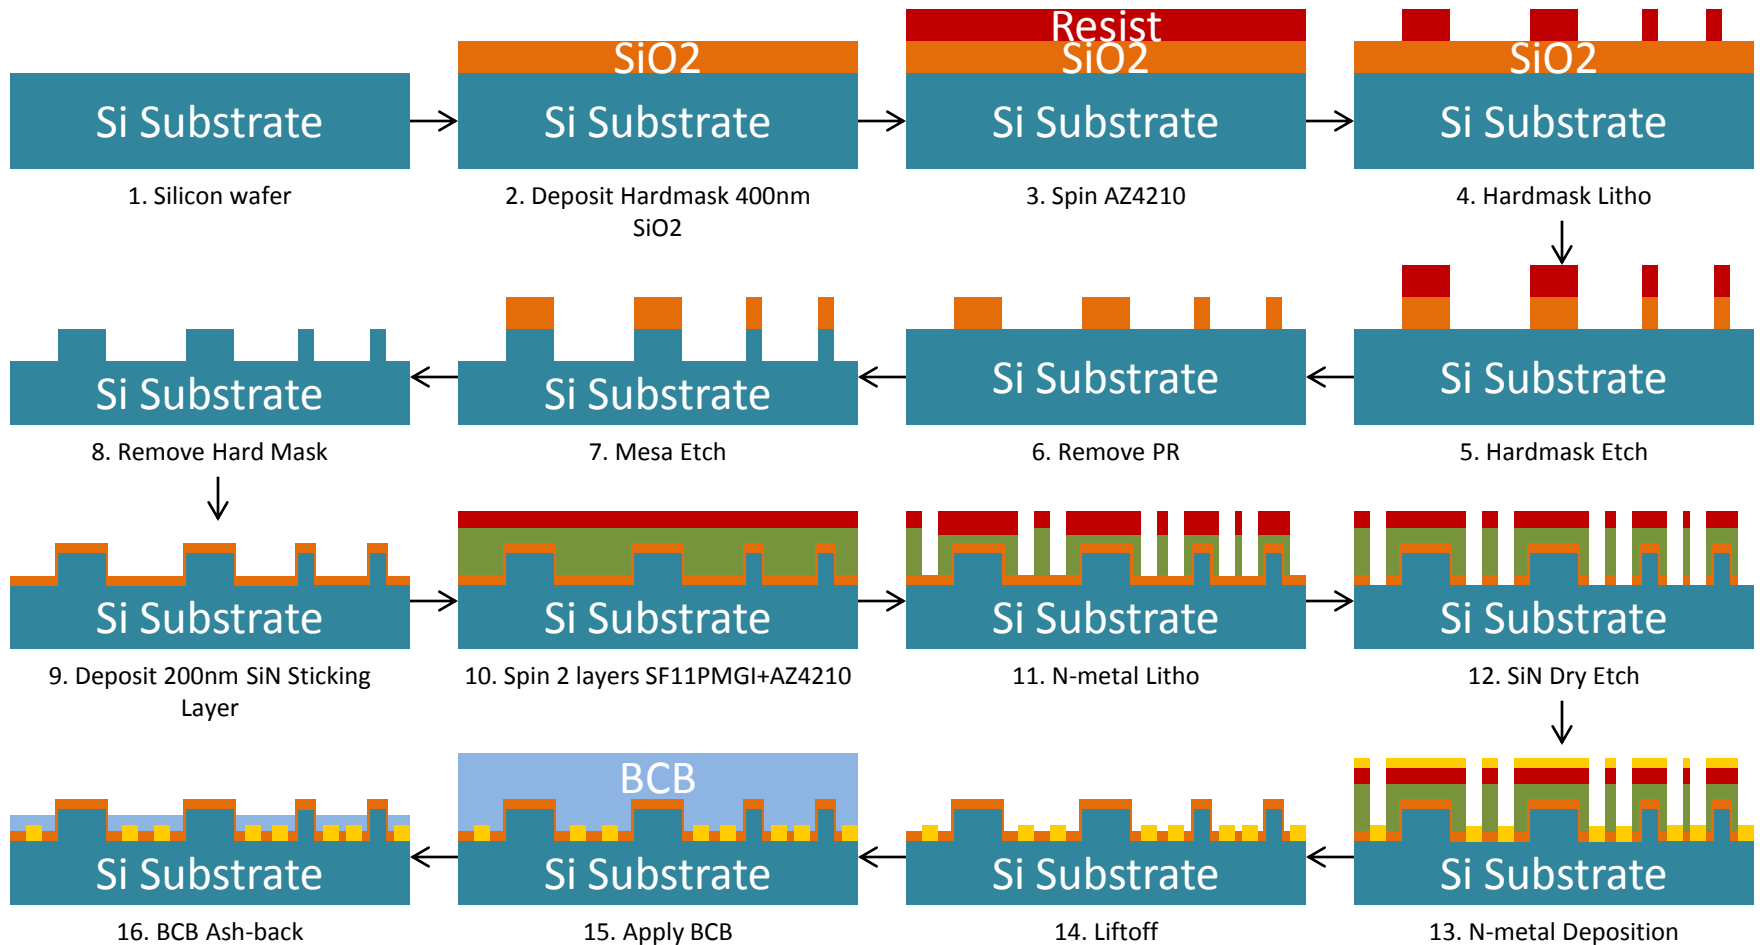 Si Substrate
1. Silicon wafer
SiO2
Si Substrate
2. Deposit Hardmask 400nm
SiO2
Resist
SiO2
Si Substrate
3. Spin AZ4210
SiO2
Si Substrate
4. Hardmask Litho
Si Substrate
5. Hardmask Etch
Si Substrate
6. Remove PR
Si Substrate
7. Mesa Etch
Si Substrate
8. Remove Hard Mask
Si Substrate
9. Deposit 200nm SiN Sticking
Layer
Si Substrate
10. Spin 2 layers SF11PMGI+AZ4210
Si Substrate
11. N-metal Litho
Si Substrate
12. SiN Dry Etch
Si Substrate
13. N-metal Deposition
Si Substrate
14. Liftoff
BCB
Si Substrate
15. Apply BCB
Si Substrate
16. BCB Ash-back